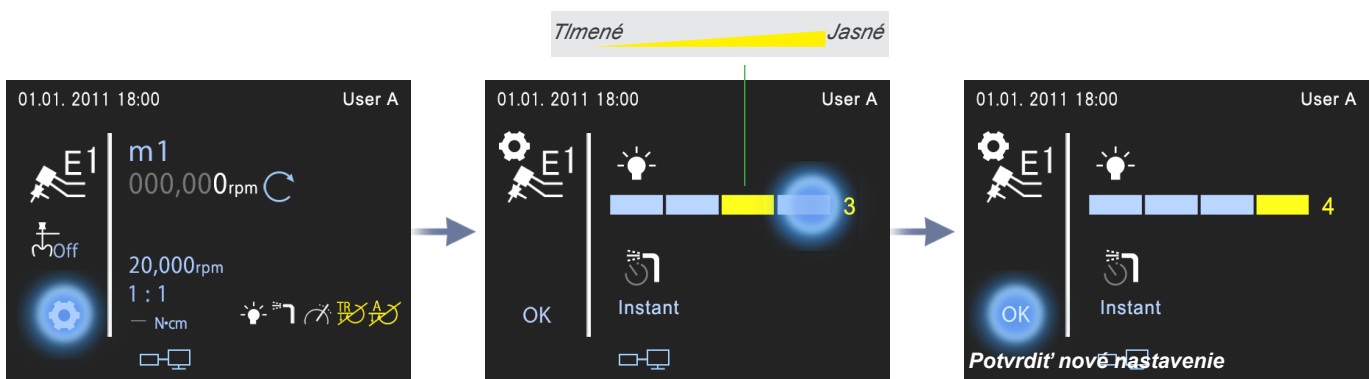 Tlmené Jasné
01.01. 2011 18:00 User A
E1
m1
000,000rpm
Off
20,000rpm
1 : 1
— N•cm
TR
A
01.01. 2011 18:00 User A
E1
3
Instant
OK
01.01. 2011 18:00 User A
E1
4
Instant
OK
Potvrdiť nové nastavenie